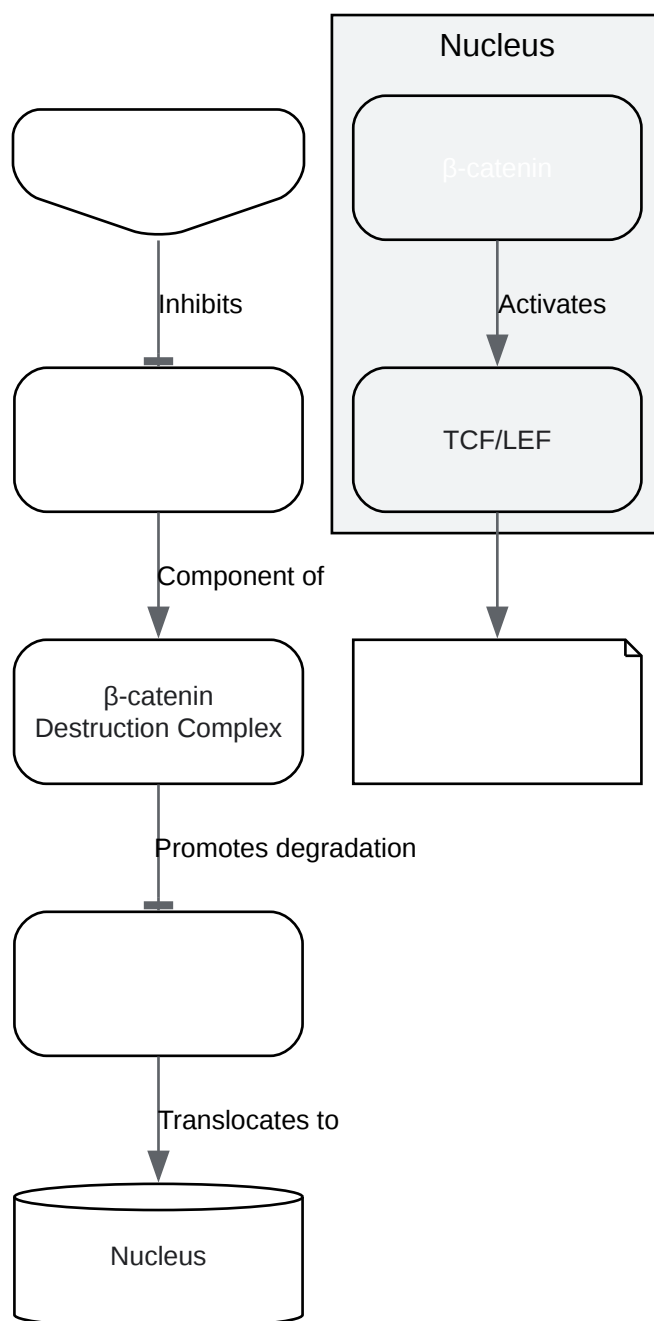 Nucleus
β-catenin
Inhibits
Activates
TCF/LEF
Component of
β-catenin
Destruction Complex
Promotes degradation
Translocates to
Nucleus